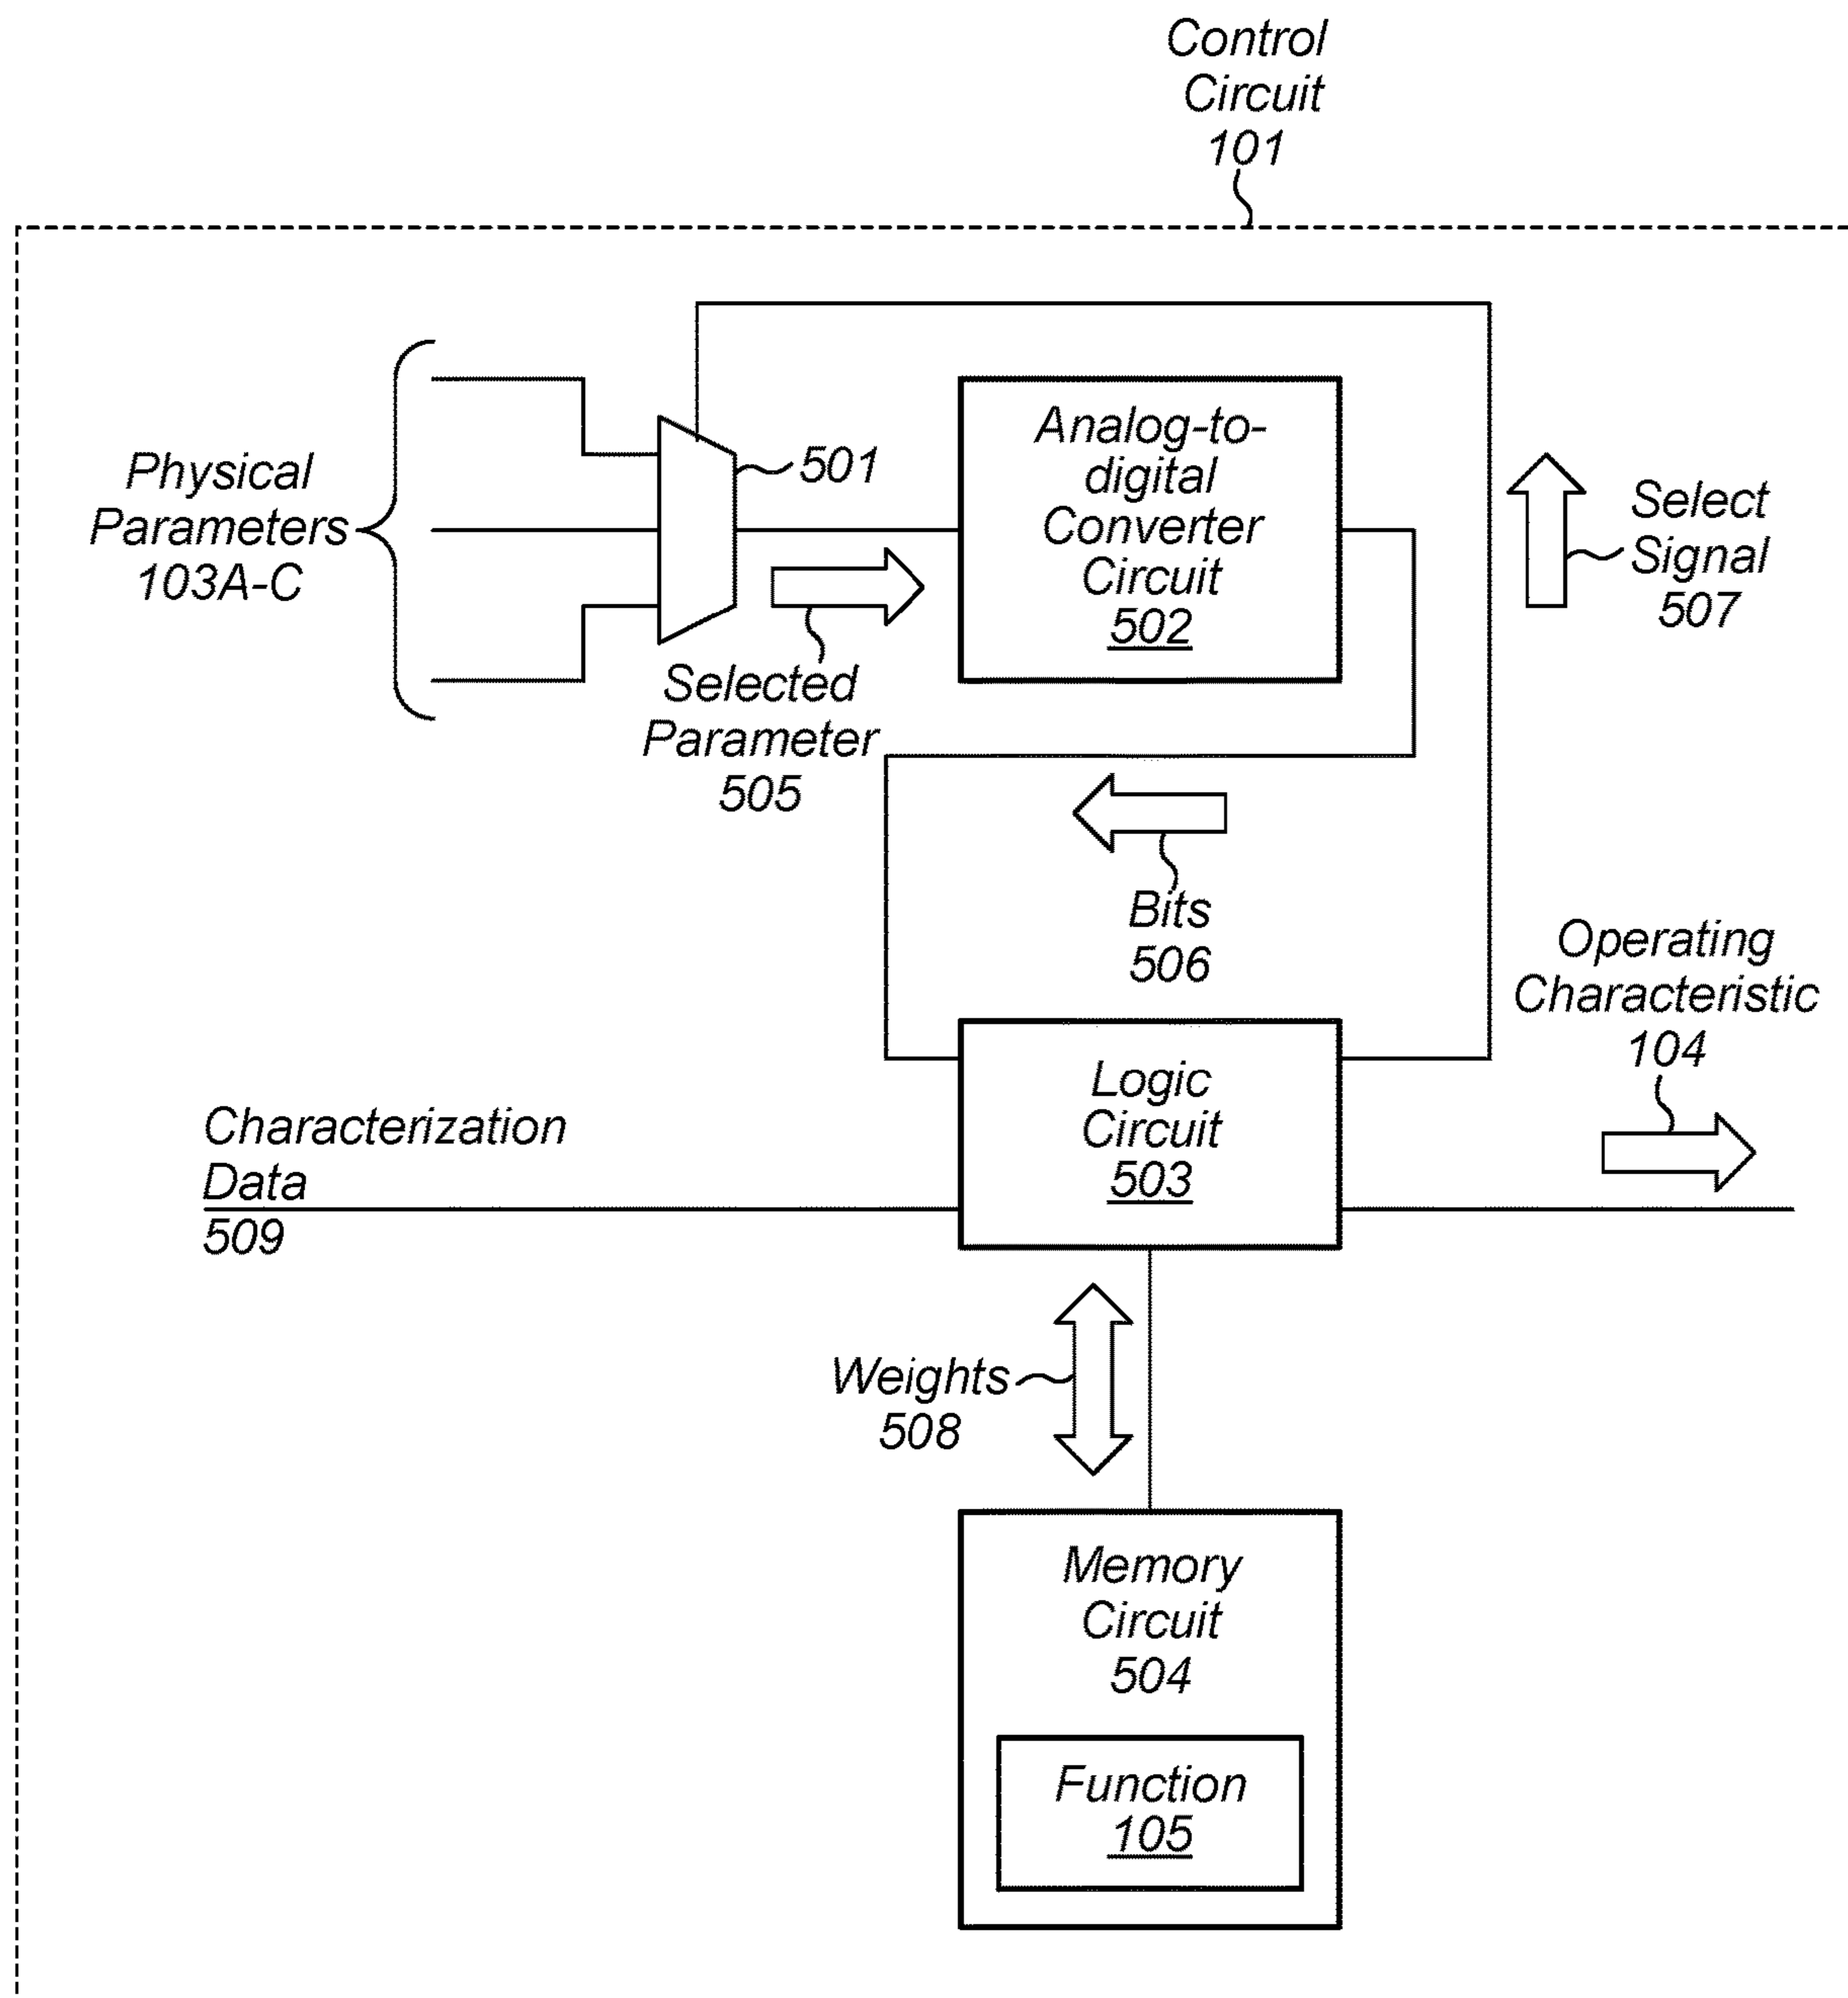 Control
Circuit
101
Physical
Parameters
103A-C
501
Analog-to-
digital
Converter
Circuit
502
Select
Signal
507
Selected
Parameter
505
Bits
506
Operating
Characteristic
104
Logic
Circuit
503
Characterization
Data
509
Weights
508
Memory
Circuit
504
Function
105